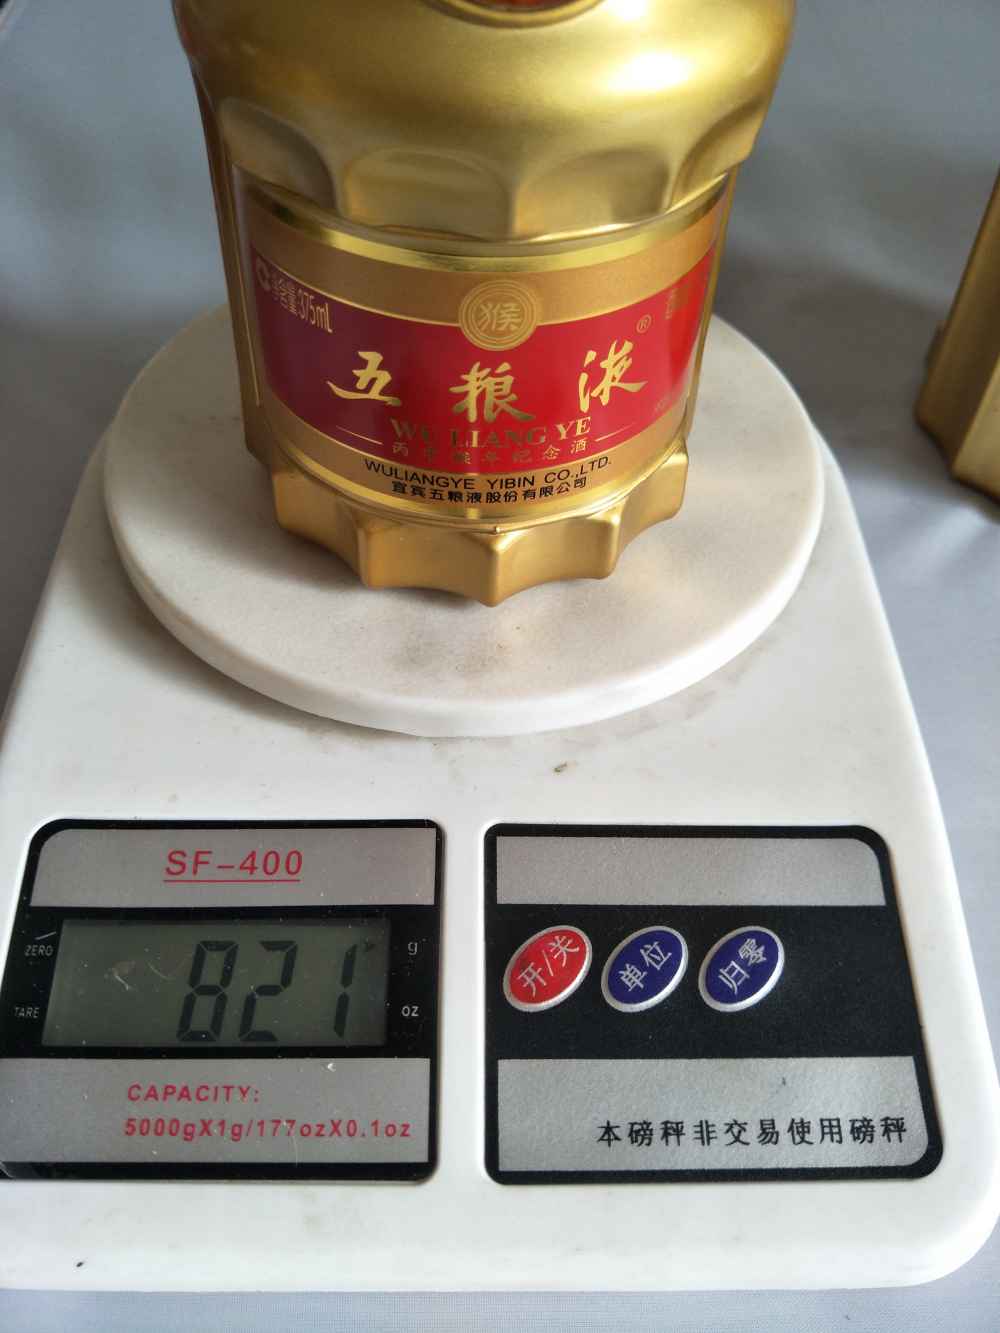 净含量:375mL
猴
五粮液®
WU LIANG YE
丙申猴年纪念酒
WULIANGYE YIBIN CO.,LTD.
宜宾五粮液股份有限公司
SF-400
ZERO
TARE
821
g
oz
CAPACITY:
5000gX1g/177ozX0.1oz
开/关
单位
归零
本磅秤非交易使用磅秤